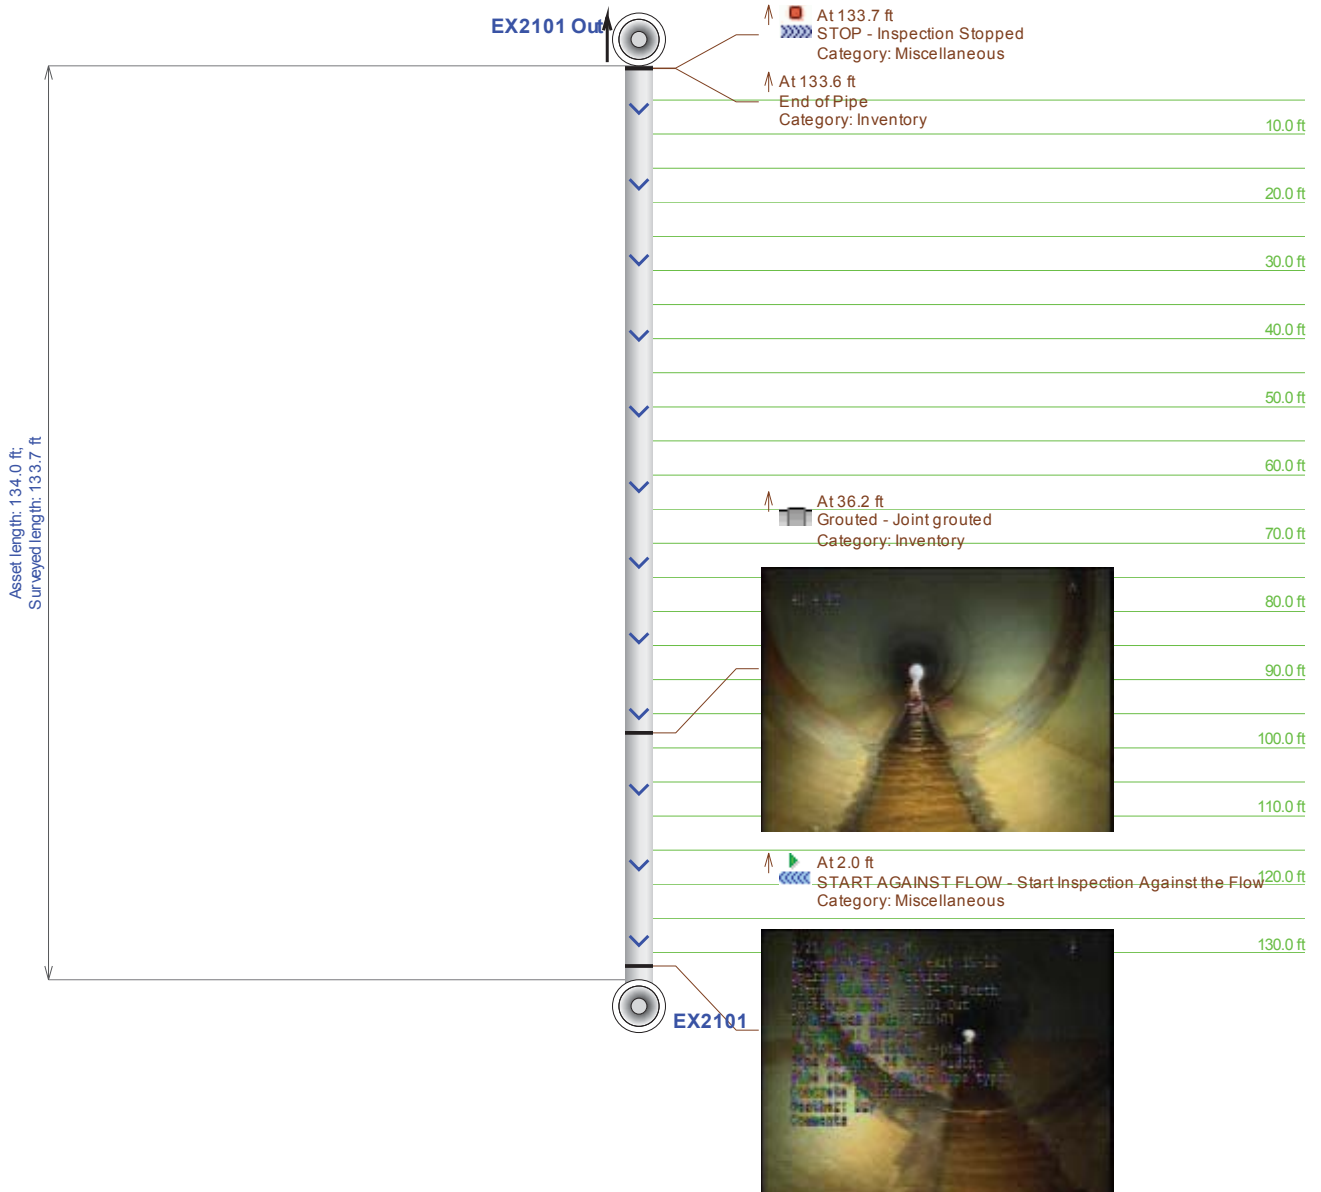 EX2101 Out
At 133.7 ft
STOP - Inspection Stopped
Category: Miscellaneous
At 133.6 ft
End of Pipe
Category: Inventory
10.0 ft
20.0 ft
30.0 ft
40.0 ft
50.0 ft
60.0 ft
Asset length: 134.0 ft;
Surveyed length: 133.7 ft
At 36.2 ft
Grouted - Joint grouted
Category: Inventory
70.0 ft
80.0 ft
90.0 ft
100.0 ft
110.0 ft
At 2.0 ft
START AGAINST FLOW - Start Inspection Against the Flow
Category: Miscellaneous
120.0 ft
130.0 ft
EX2101
North
Out
Concrete
Comments